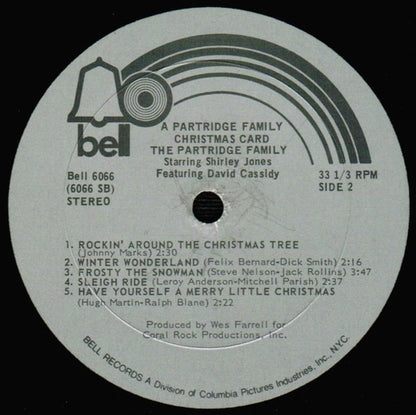 bell
A PARTRIDGE FAMILY
CHRISTMAS CARD
THE PARTRIDGE FAMILY
Starring Shirley Jones
Featuring David Cassidy
Bell 6066
(6066 SB)
STEREO
33 1/3 RPM
SIDE 2
1. ROCKIN' AROUND THE CHRISTMAS TREE
(Johnny Marks) 2:30
2. WINTER WONDERLAND (Felix Bernard-Dick Smith) 2:16
3. FROSTY THE SNOWMAN (Steve Nelson-Jack Rollins) 3:47
4. SLEIGH RIDE (Leroy Anderson-Mitchell Parish) 3:17
5. HAVE YOURSELF A MERRY LITTLE CHRISTMAS
(Hugh Martin-Ralph Blane) 2:22
Produced by Wes Farrell for
Coral Rock Productions, Inc.
BELL RECORDS A Division of Columbia Pictures Industries, Inc., N.Y.C.